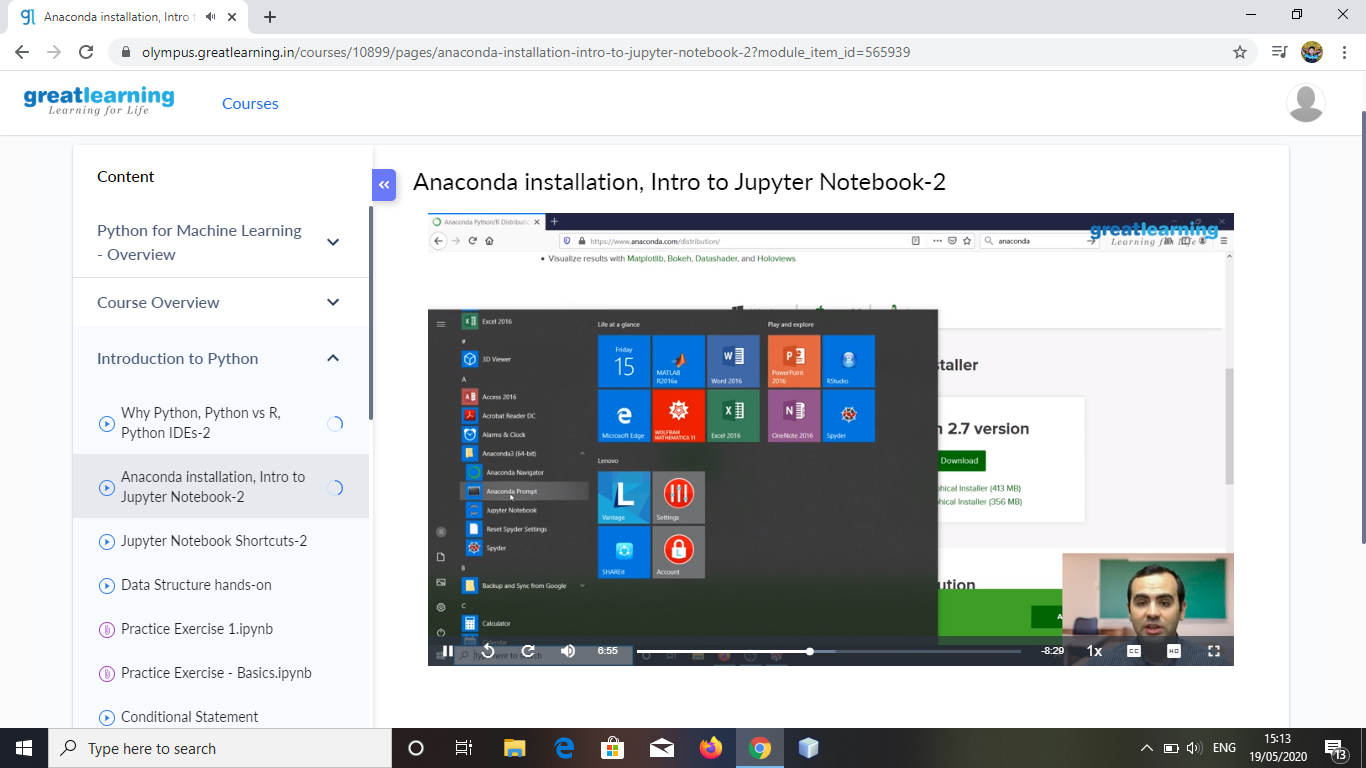 Anaconda installation, Intro t
olympus.greatlearning.in/courses/10899/pages/anaconda-installation-intro-to-jupyter-notebook-2?module_item_id=565939
greatlearning
Learning for Life
Courses
Content
Python for Machine Learning
- Overview
Course Overview
Introduction to Python
Why Python, Python vs R,
Python IDEs-2
Anaconda installation, Intro to
Jupyter Notebook-2
Jupyter Notebook Shortcuts-2
Data Structure hands-on
Practice Exercise 1.ipynb
Practice Exercise - Basics.ipynb
Conditional Statement
Anaconda installation, Intro to Jupyter Notebook-2
Anaconda Python/R Distributio
https://www.anaconda.com/distribution/
anaconda
greatlearning
Learning for Life
• Visualize results with Matplotlib, Bokeh, Datashader, and Holoviews
Excel 2016
#
3D Viewer
A
Access 2016
Acrobat Reader DC
Alarms & Clock
Anaconda3 (64-bit)
Anaconda Navigator
Anaconda Prompt
Jupyter Notebook
Reset Spyder Settings
Spyder
B
Backup and Sync from Google
C
Calculator
Calendar
Type here to search
Life at a glance
Play and explore
Friday
15
MATLAB
R2016a
Word 2016
PowerPoint
2016
RStudio
Microsoft Edge
WOLFRAM
MATHEMATICA 11
Excel 2016
OneNote 2016
Spyder
Lenovo
Vantage
Settings
SHAREit
Account
staller
n 2.7 version
Download
phical Installer (413 MB)
hical Installer (356 MB)
ution
A
6:55
-8:29
1x
CC
HD
Type here to search
ENG
15:13
19/05/2020
13